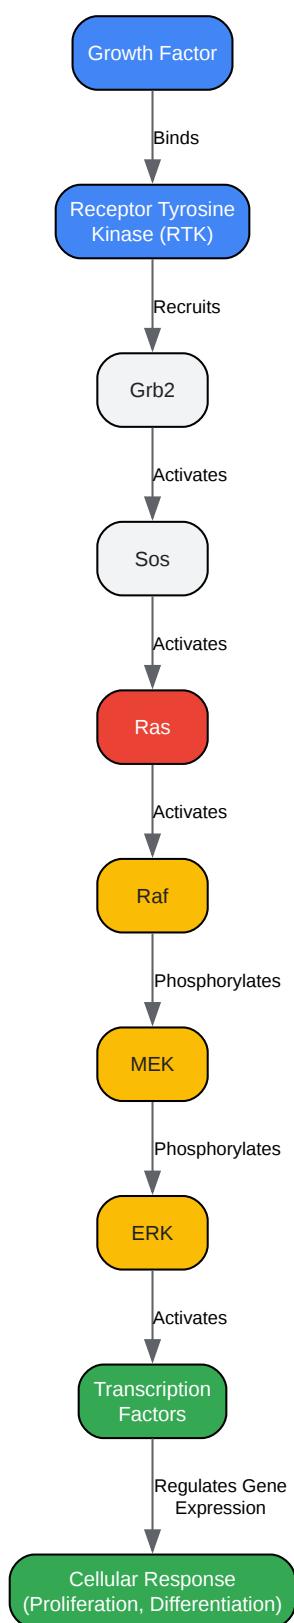 Growth Factor
Binds
Receptor Tyrosine
Kinase (RTK)
Recruits
Grb2
Activates
Sos
Activates
Ras
Activates
Raf
Phosphorylates
MEK
Phosphorylates
ERK
Activates
Transcription
Factors
Regulates Gene
Expression
Cellular Response
(Proliferation, Differentiation)